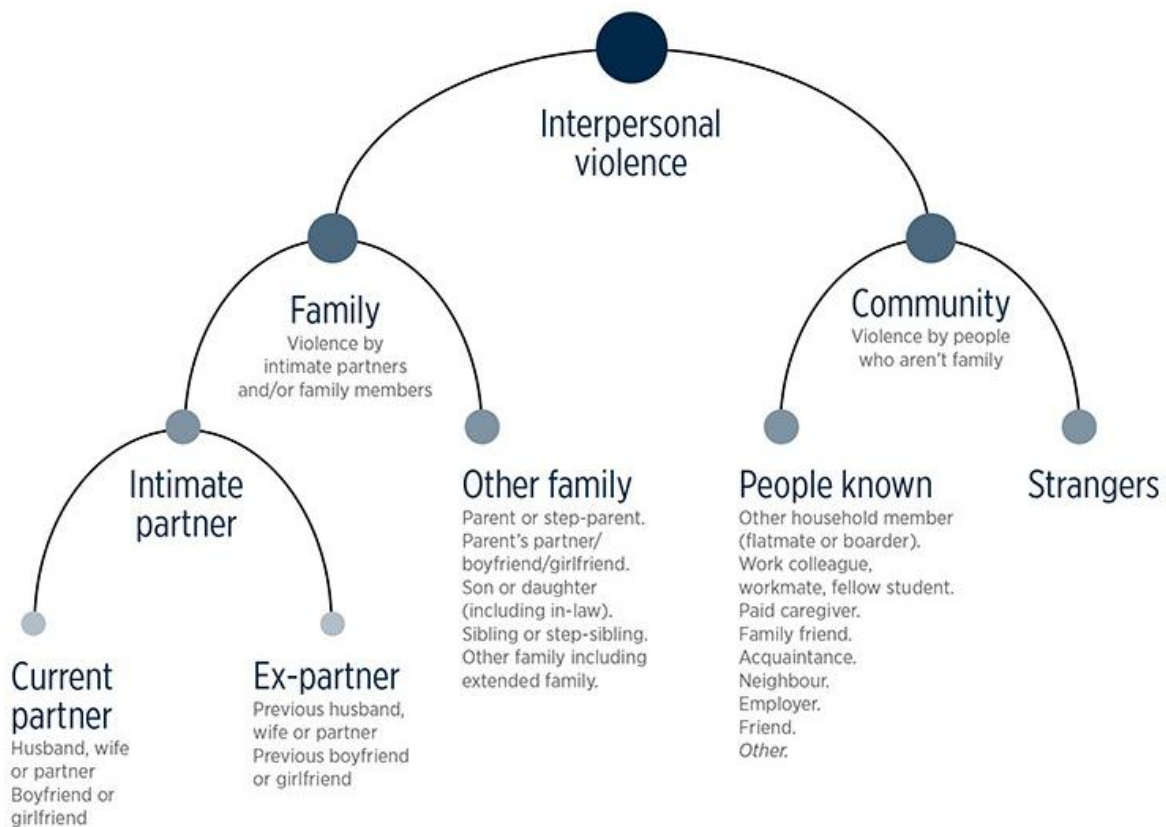 Interpersonal
violence
Family
Violence by
intimate partners
and/or family members
Community
Violence by people
who aren't family
Intimate
partner
Other family
Parent or step-parent.
Parent's partner/
boyfriend/girlfriend.
Son or daughter
(including in-law).
Sibling or step-sibling.
Other family including
extended family.
People known
Other household member
(flatmate or boarder).
Work colleague,
workmate, fellow student.
Paid caregiver.
Family friend.
Acquaintance.
Neighbour.
Employer.
Friend.
Other.
Strangers
Current
partner
Husband, wife
or partner
Boyfriend or
girlfriend
Ex-partner
Previous husband,
wife or partner
Previous boyfriend
or girlfriend